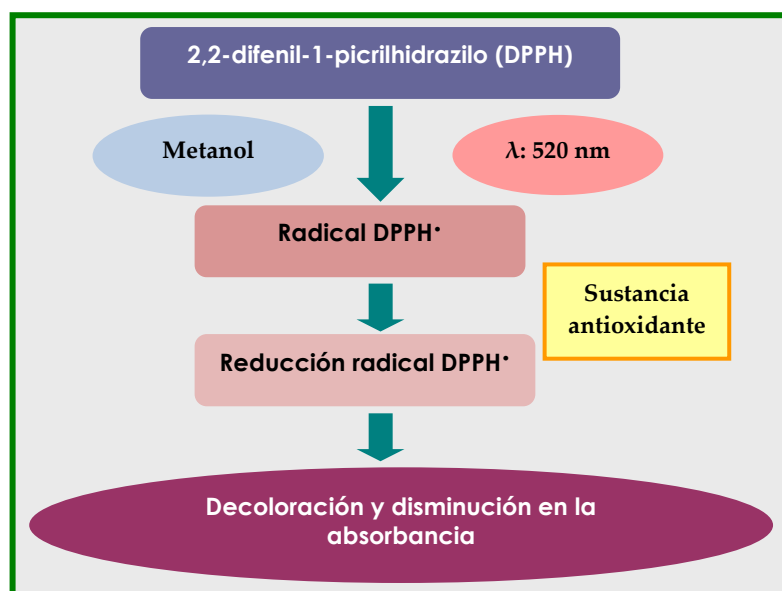 2,2-difenil-1-picrilhidrazilo (DPPH)
Metanol
λ: 520 nm
Radical DPPH•
Sustancia
antioxidante
Reducción radical DPPH•
Decoloración y disminución en la
absorbancia